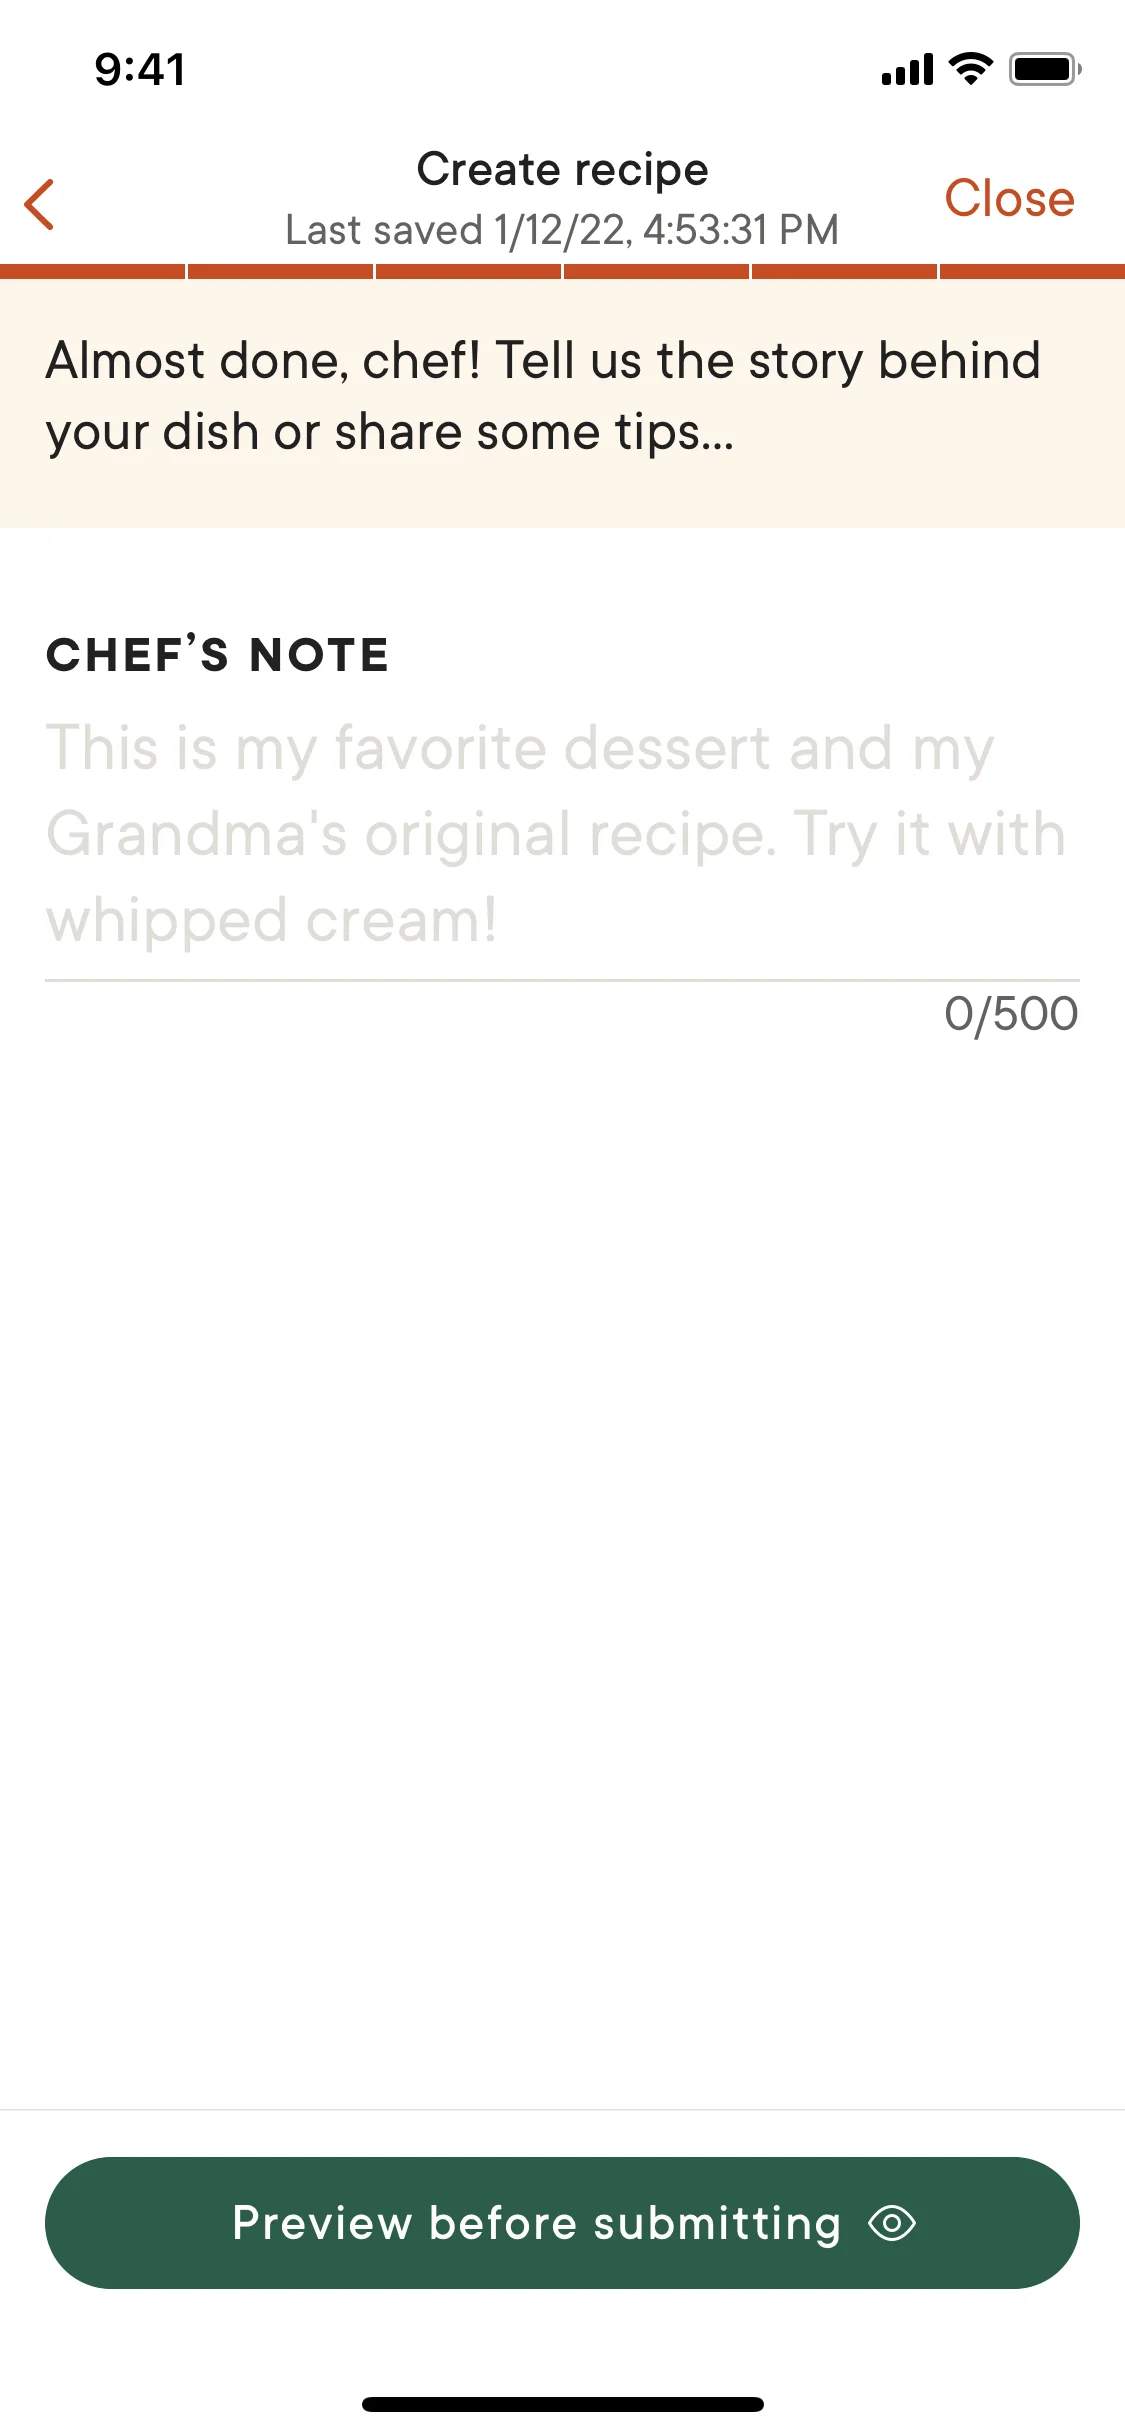 9:41
Create recipe
Last saved 1/12/22, 4:53:31 PM
Close
Almost done, chef! Tell us the story behind
your dish or share some tips...
CHEF’S NOTE
This is my favorite dessert and my
Grandma's original recipe. Try it with
whipped cream!
0/500
Preview before submitting